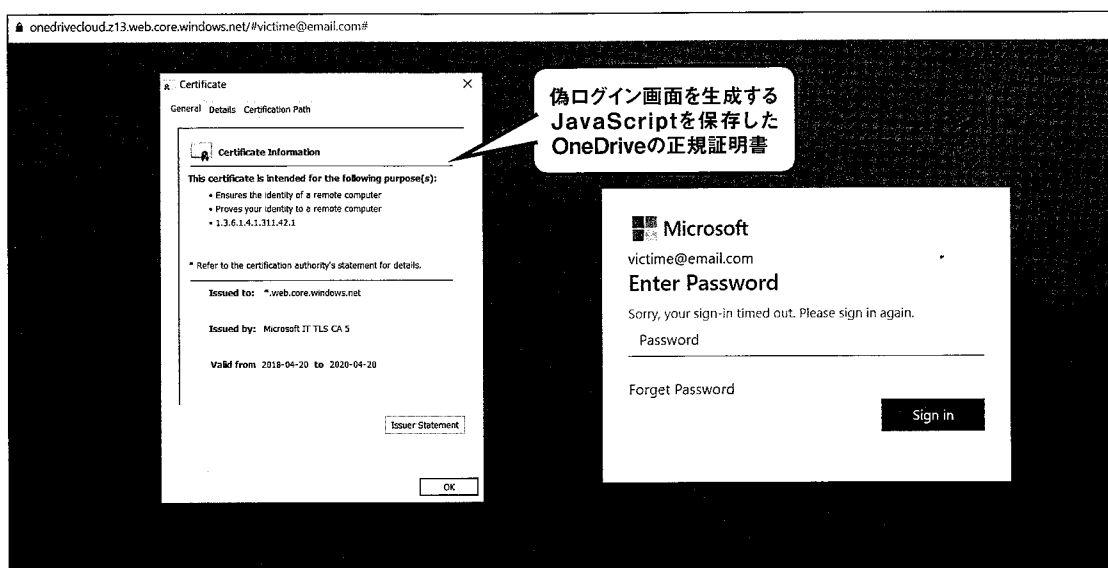 onedrivecloud.z13.web.core.windows.net/#victime@email.com#
Certificate
General Details Certification Path
Certificate Information
This certificate is intended for the following purpose(s):
• Ensures the identity of a remote computer
• Proves your identity to a remote computer
• 1.3.6.1.4.1.311.42.1
* Refer to the certification authority's statement for details.
Issued to: *.web.core.windows.net
Issued by: Microsoft IT TLS CA 5
Valid from 2018-04-20 to 2020-04-20
Issuer Statement
OK
偽ログイン画面を生成する
JavaScriptを保存した
OneDriveの正規証明書
Microsoft
victime@email.com
Enter Password
Sorry, your sign-in timed out. Please sign in again.
Password
Forget Password
Sign in